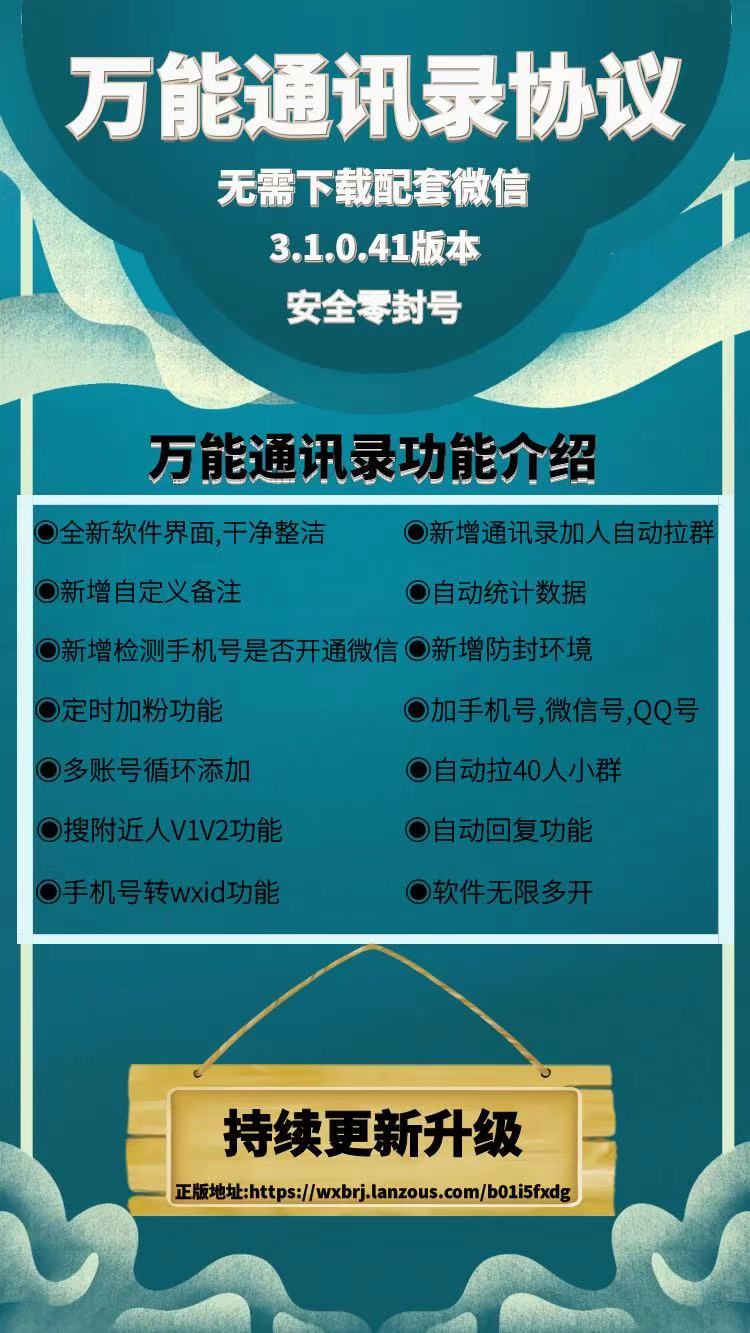 万能通讯录协议
无需下载配套微信
3.1.0.41版本
安全零封号
万能通讯录功能介绍
◉全新软件界面,干净整洁
◉新增通讯录加人自动拉群
◉新增自定义备注
◉自动统计数据
◉新增检测手机号是否开通微信
◉新增防封环境
◉定时加粉功能
◉加手机号,微信号,QQ号
◉多账号循环添加
◉自动拉40人小群
◉搜附近人V1V2功能
◉自动回复功能
◉手机号转wxid功能
◉软件无限多开
持续更新升级
正版地址:https://wxbrj.lanzous.com/b01i5fxdg